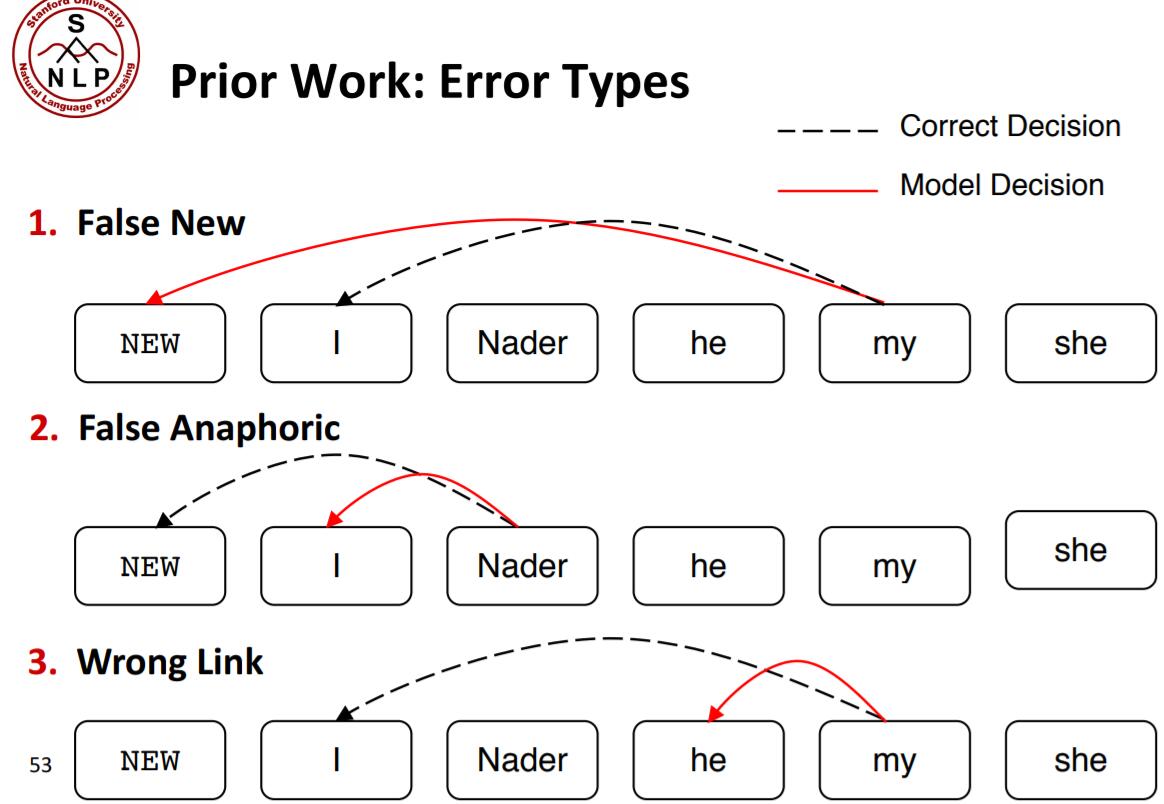 Stanford University
S
NLP
Natural Language Processing
Prior Work: Error Types
Correct Decision
Model Decision
1. False New
NEW I Nader he my she
2. False Anaphoric
NEW I Nader he my she
3. Wrong Link
53 NEW I Nader he my she